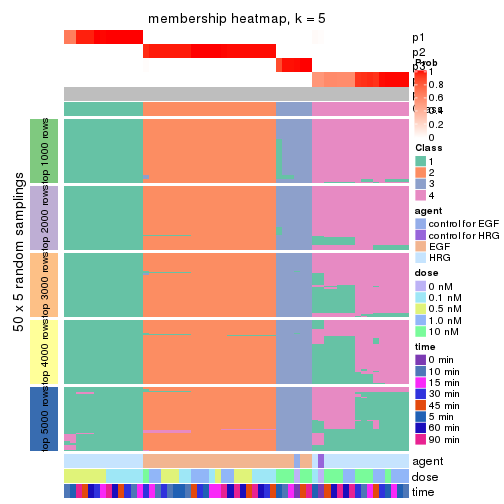 membership heatmap, k = 5
p1
p2
p3
Prob
1
0.8
0.6
0.4
0.2
0
Class
1
2
3
4
agent
control for EGF
control for HRG
EGF
HRG
dose
0 nM
0.1 nM
0.5 nM
1.0 nM
10 nM
time
0 min
10 min
15 min
30 min
45 min
5 min
60 min
90 min
50 x 5 random samplings
top 1000 rows
top 2000 rows
top 3000 rows
top 4000 rows
top 5000 rows
agent
dose
time